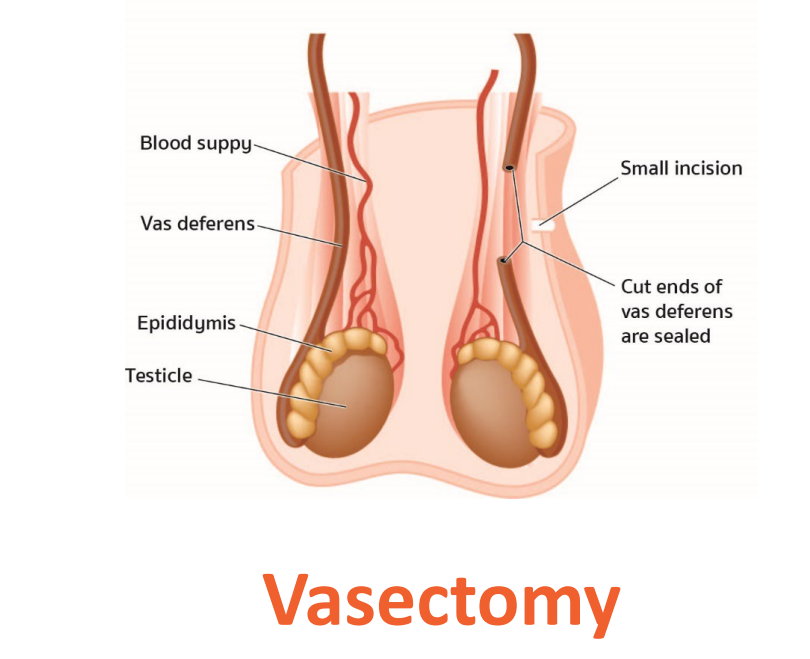 Blood suppy
Small incision
Vas deferens
Cut ends of
vas deferens
are sealed
Epididymis
Testicle
Vasectomy